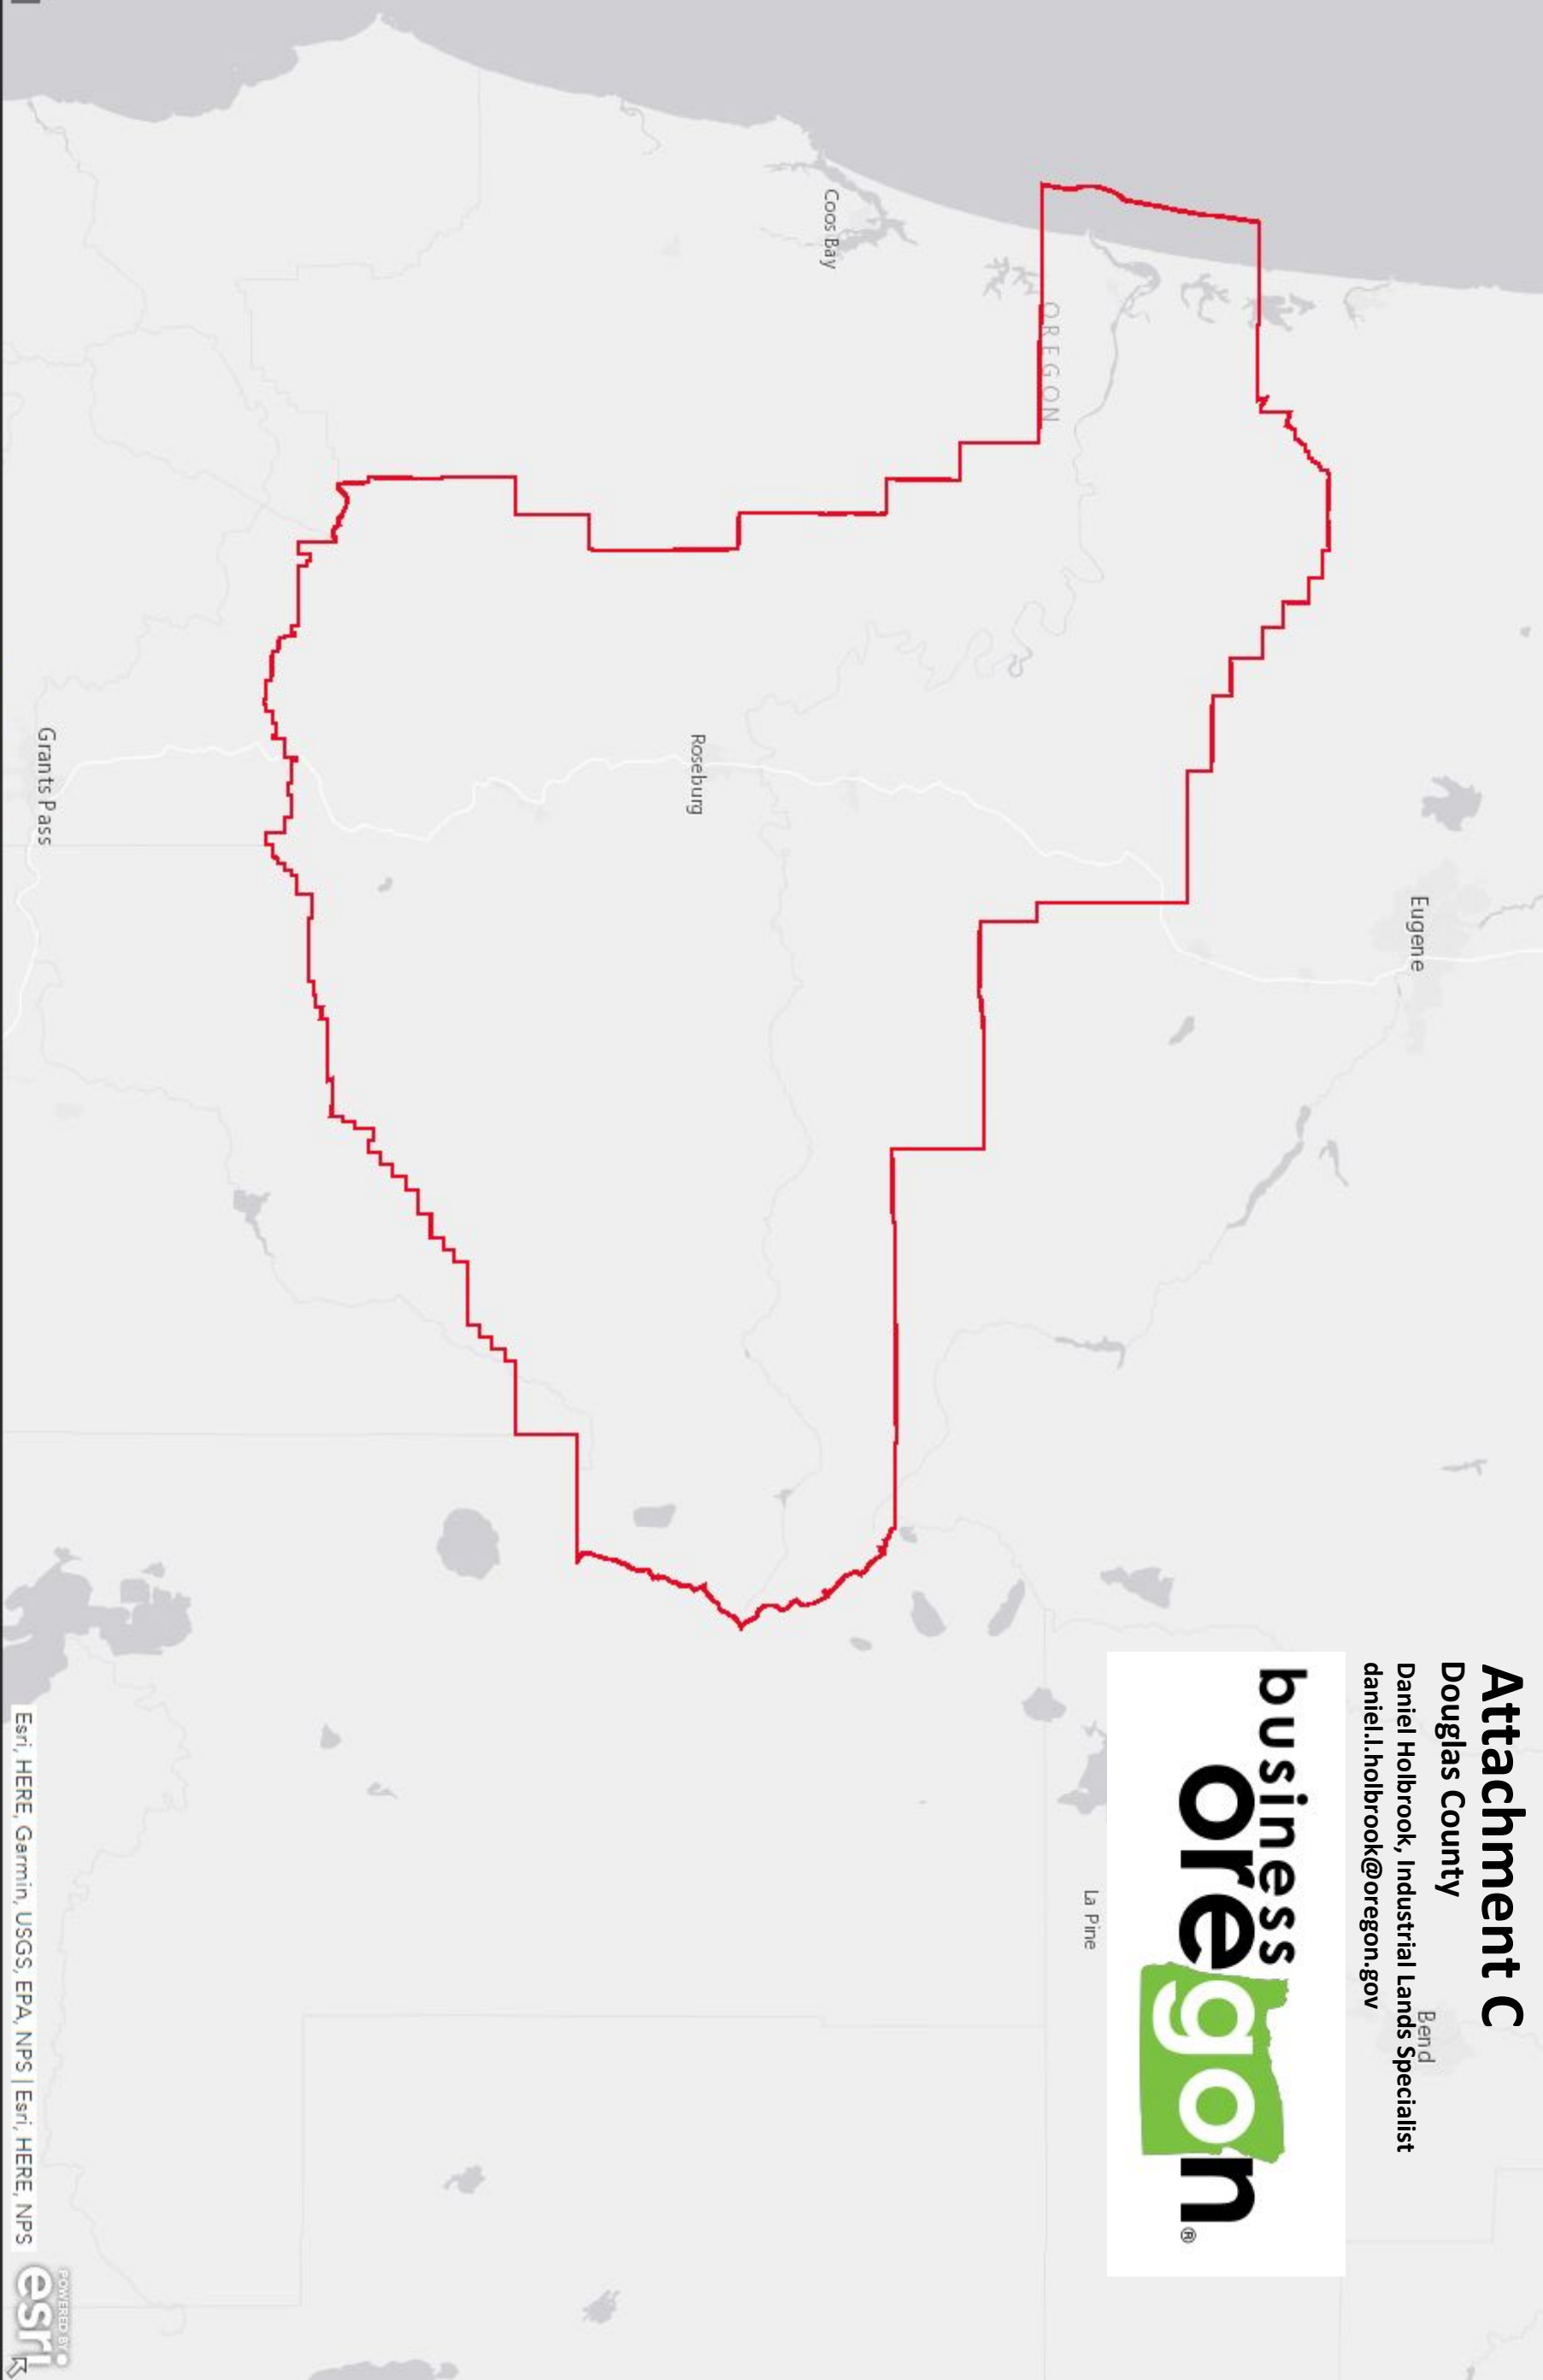 Attachment C
Douglas County
Daniel Holbrook, Industrial Lands Specialist
daniel.l.holbrook@oregon.gov
business
oregon®
Bend
Eugene
La Pine
OREGON
Coos Bay
Roseburg
Grants Pass
Esri, HERE, Garmin, USGS, EPA, NPS | Esri, HERE, NPS
POWERED BY
esri